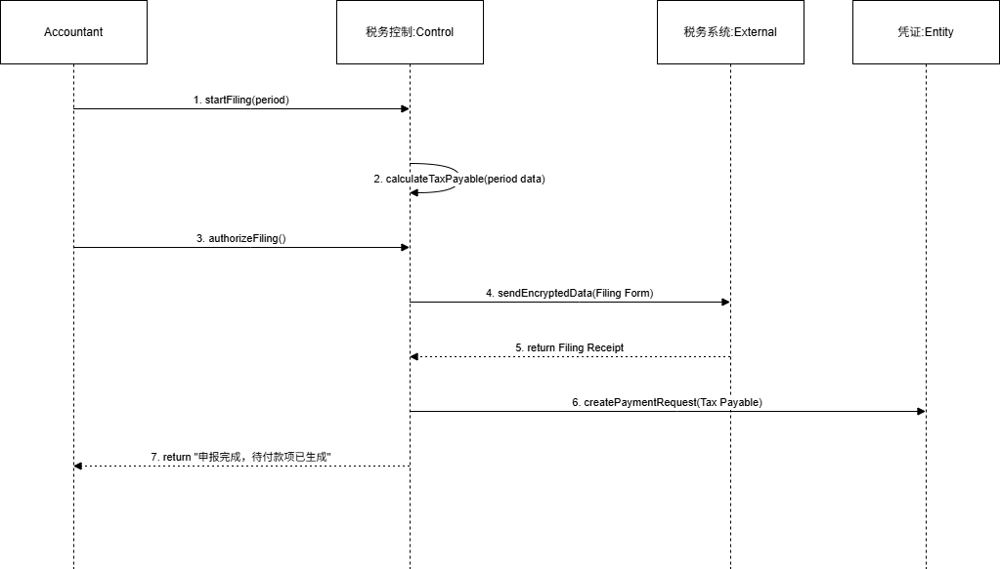 Accountant
税务控制:Control
税务系统:External
凭证:Entity
1. startFiling(period)
2. calculateTaxPayable(period data)
3. authorizeFiling()
4. sendEncryptedData(Filing Form)
5. return Filing Receipt
6. createPaymentRequest(Tax Payable)
7. return "申报完成，待付款项已生成"